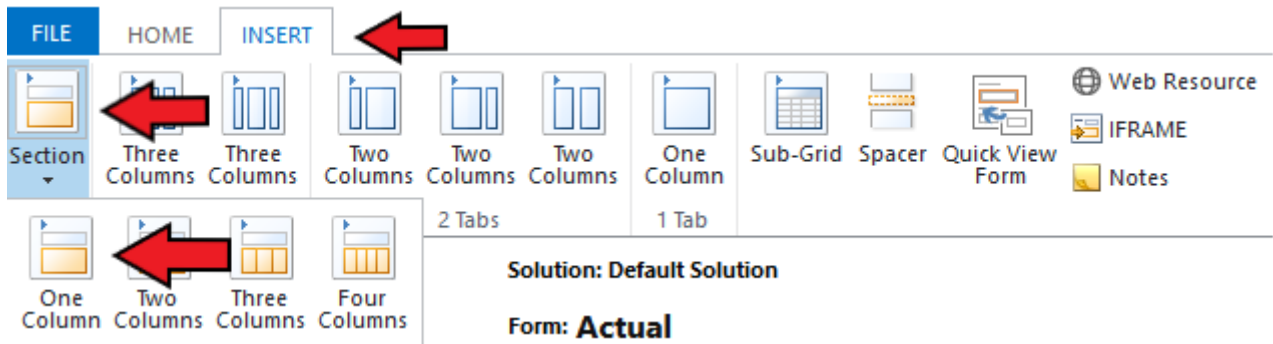 FILE HOME INSERT
Section
Three Columns
Three Columns
Two Columns
Two Columns
Two Columns
One Column
Sub-Grid
Spacer
Quick View Form
Web Resource
IFRAME
Notes
2 Tabs
1 Tab
One Column
Two Columns
Three Columns
Four Columns
Solution: Default Solution
Form: Actual